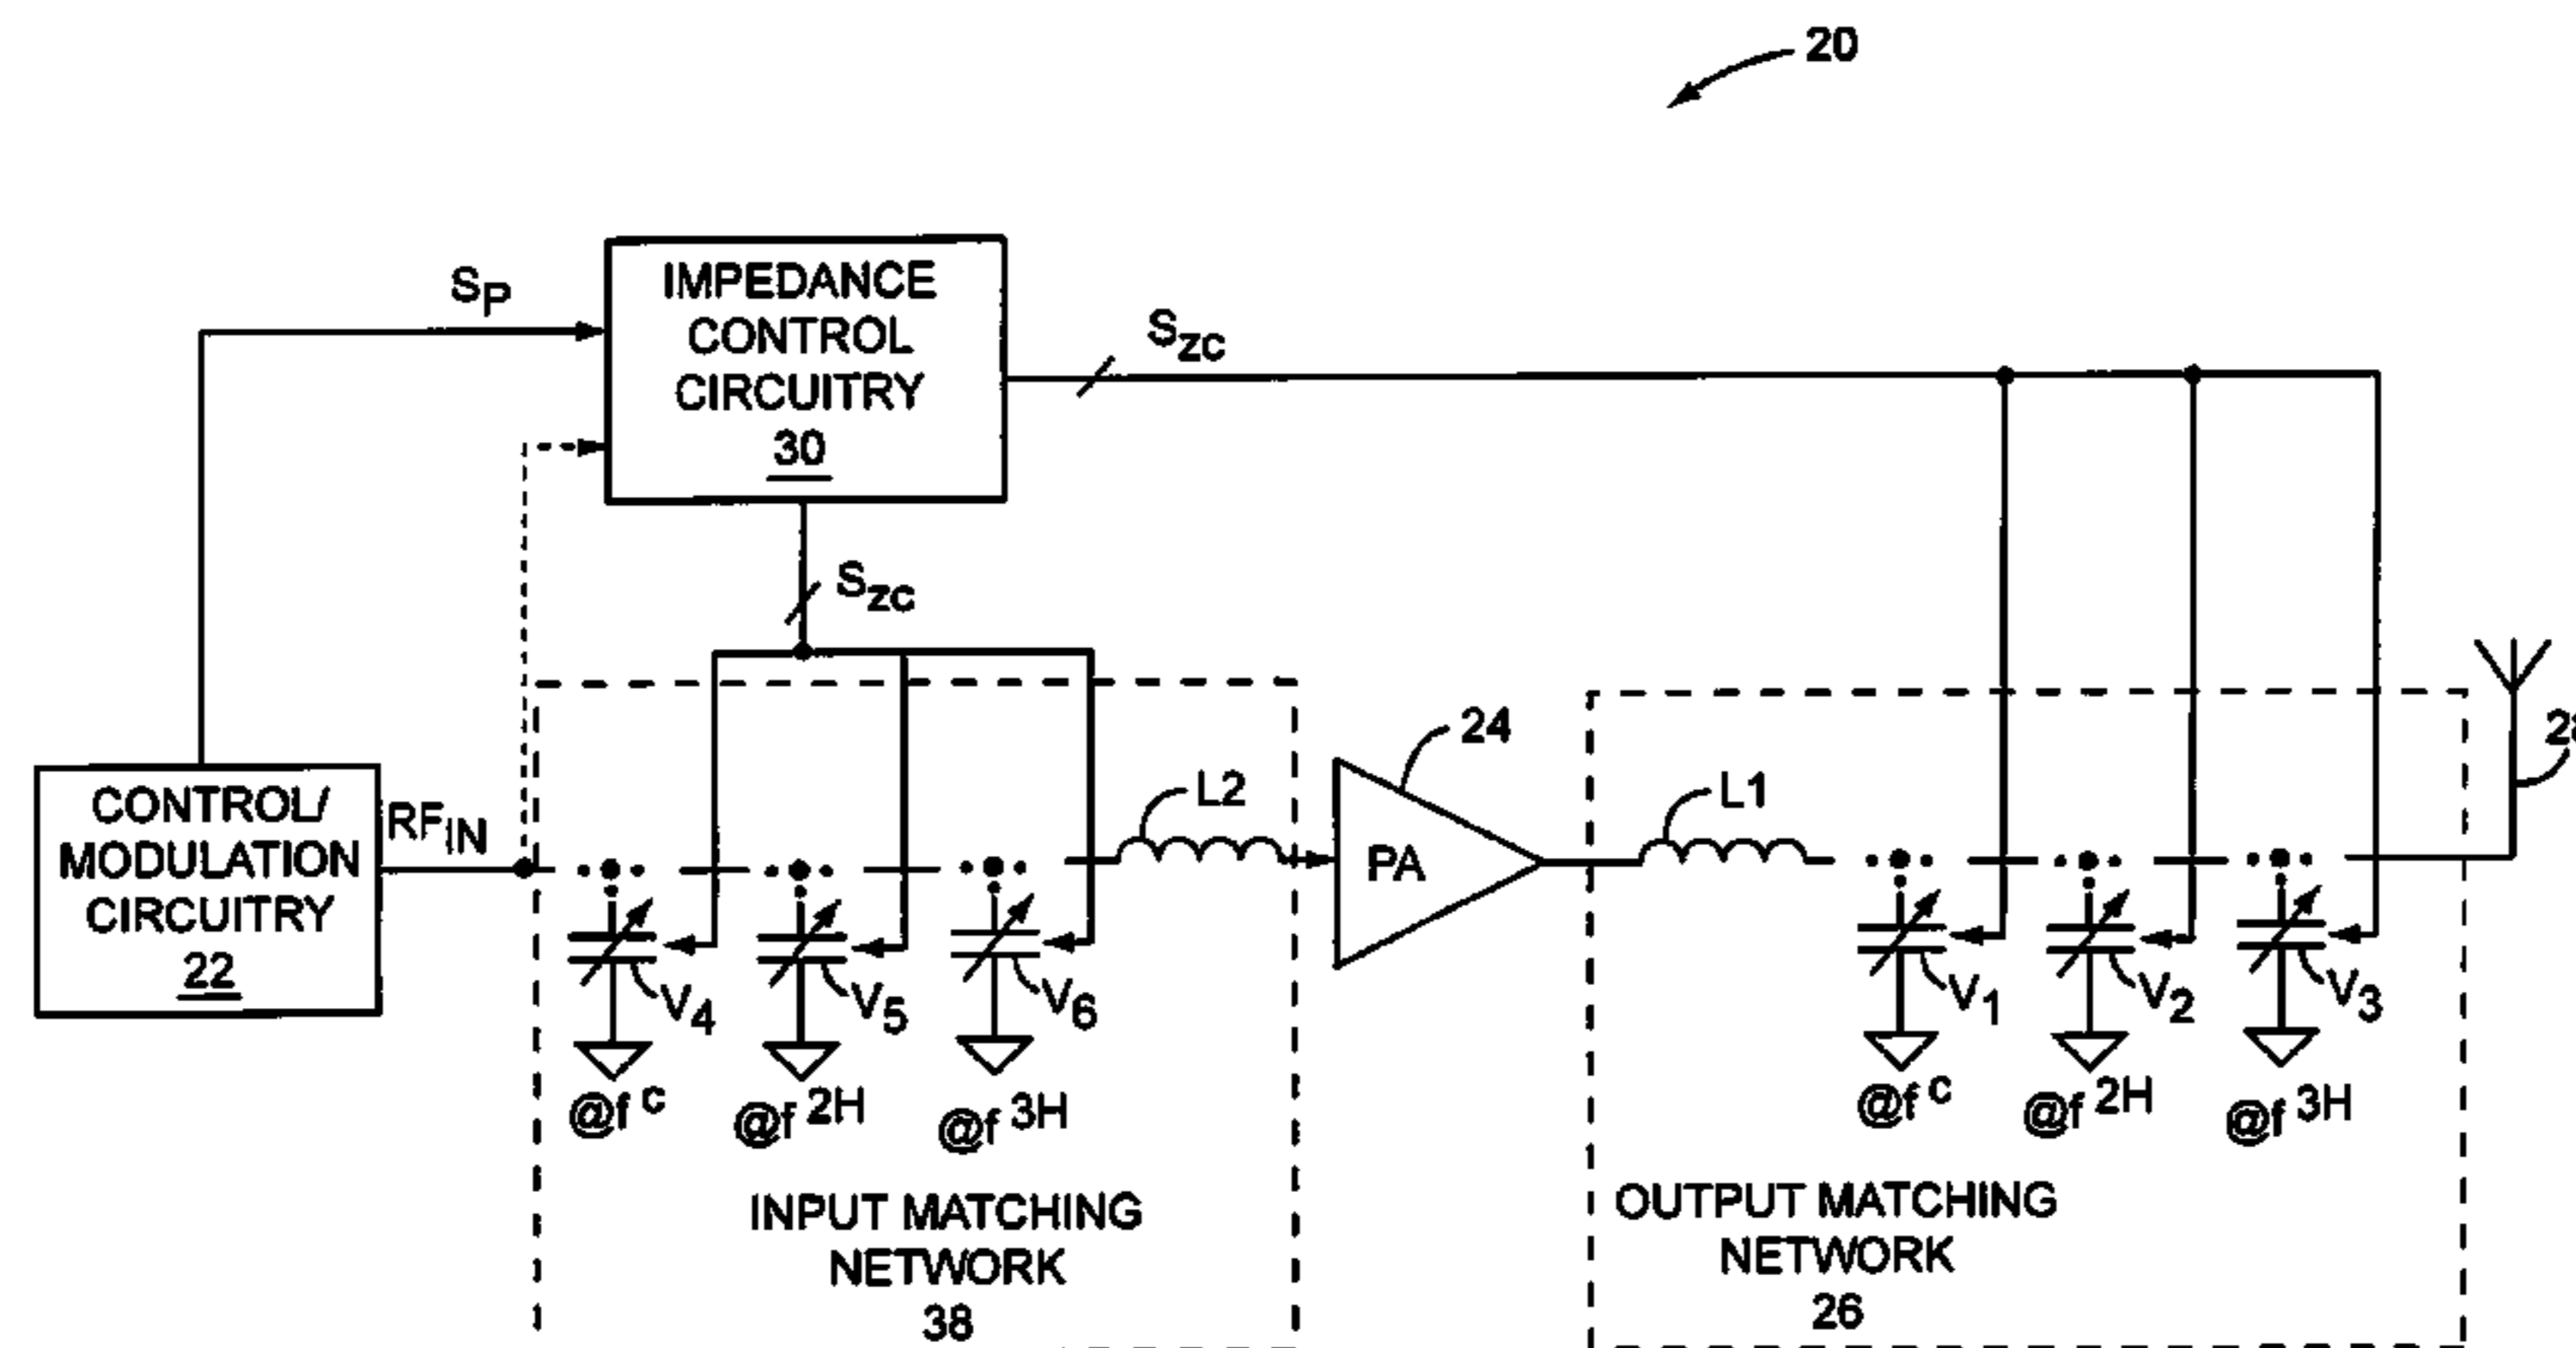 20
IMPEDANCE
CONTROL
CIRCUITRY
30
SP
Szc
Szc
CONTROL/
MODULATION
CIRCUITRY
22
RFIN
L2
24
PA
L1
V4
V5
V6
V1
V2
V3
@f c
@f 2H
@f 3H
@f c
@f 2H
@f 3H
INPUT MATCHING
NETWORK
38
OUTPUT MATCHING
NETWORK
26